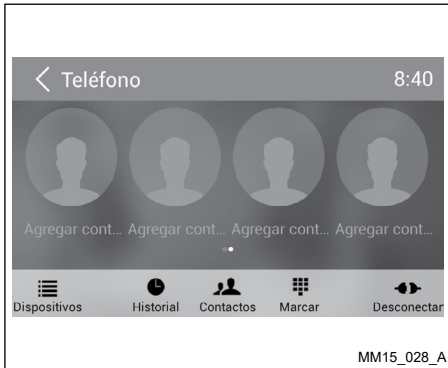 Teléfono 8:40
Agregar cont... Agregar cont... Agregar cont... Agregar cont...
Dispositivos Historial Contactos Marcar Desconectar
MM15_028_A